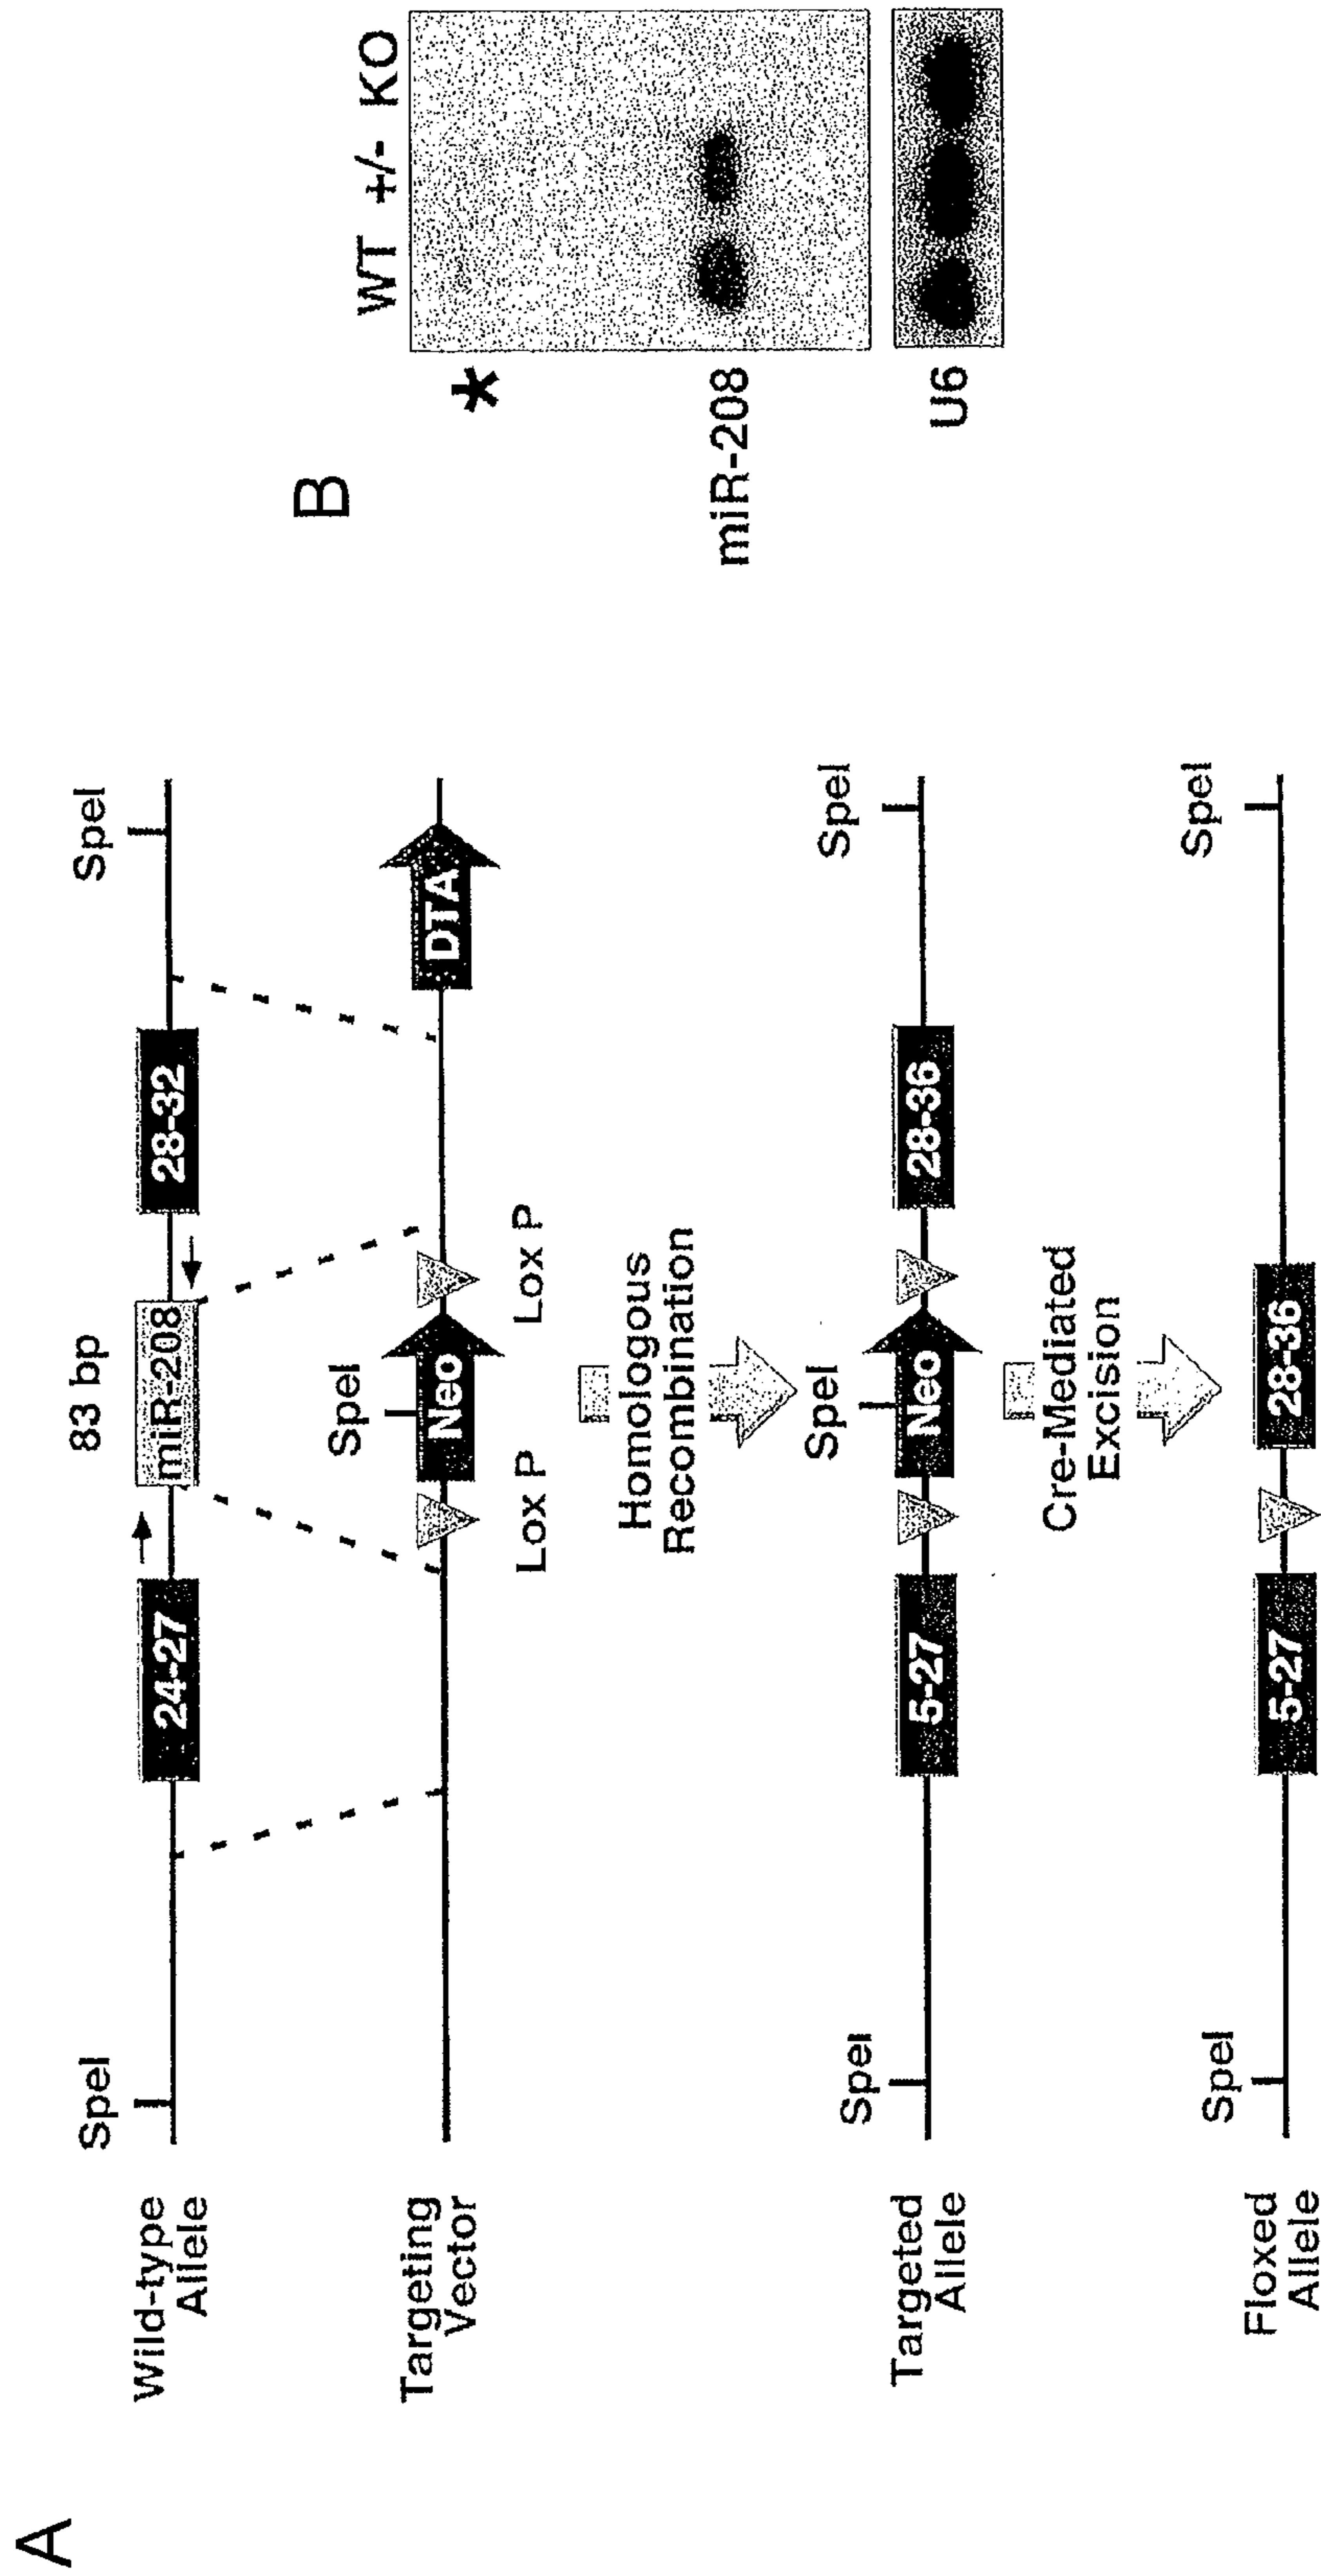 A
Wild-type
Allele
SpeI
24-27
83 bp
miR-208
28-32
SpeI
Targeting
Vector
SpeI
Neo
Lox P
Lox P
DTA
Homologous
Recombination
Targeted
Allele
SpeI
5-27
SpeI
Neo
28-36
SpeI
Cre-Mediated
Excision
Floxed
Allele
SpeI
5-27
28-36
SpeI
B
WT +/- KO
*
miR-208
U6